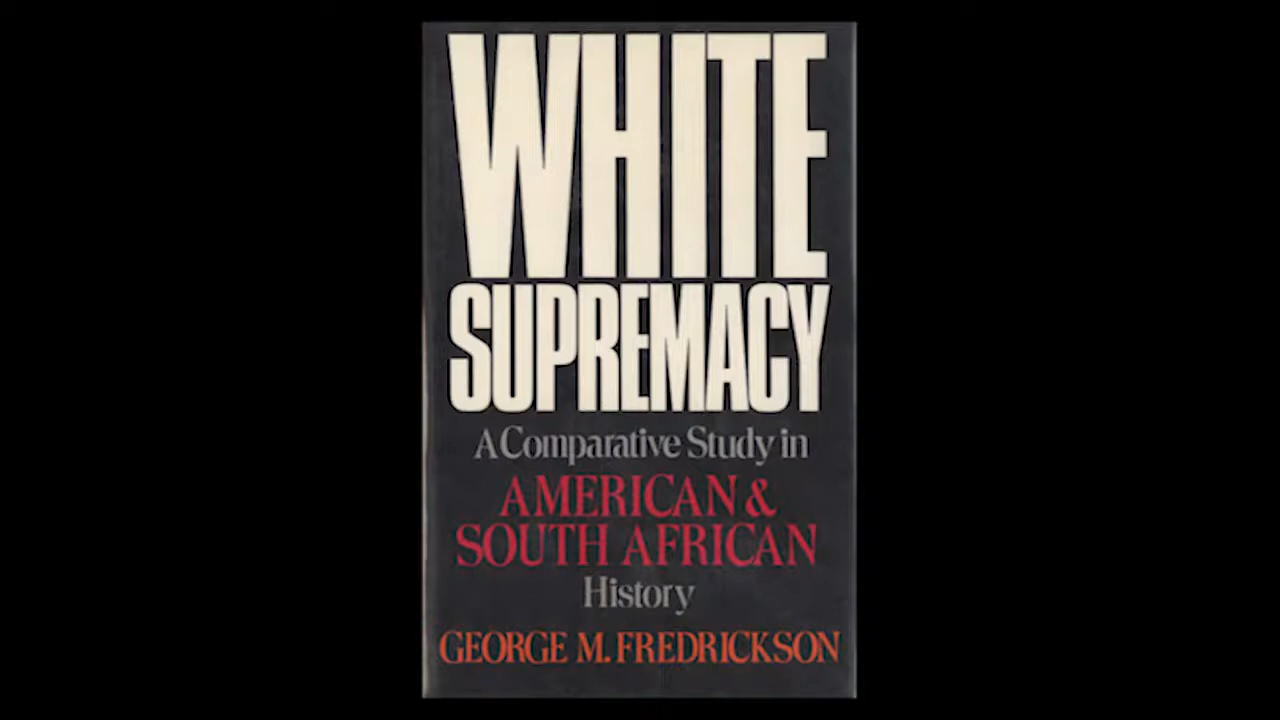 WHITE
SUPREMACY
A Comparative Study in
AMERICAN &
SOUTH AFRICAN
History
GEORGE M. FREDRICKSON